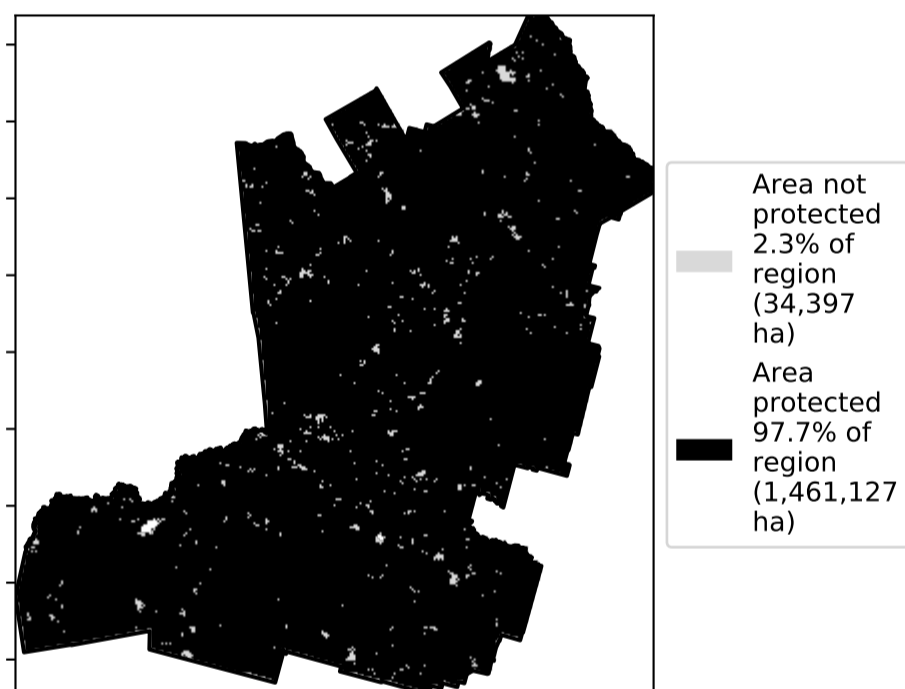 Area not
protected
2.3% of
region
(34,397
ha)
Area
protected
97.7% of
region
(1,461,127
ha)